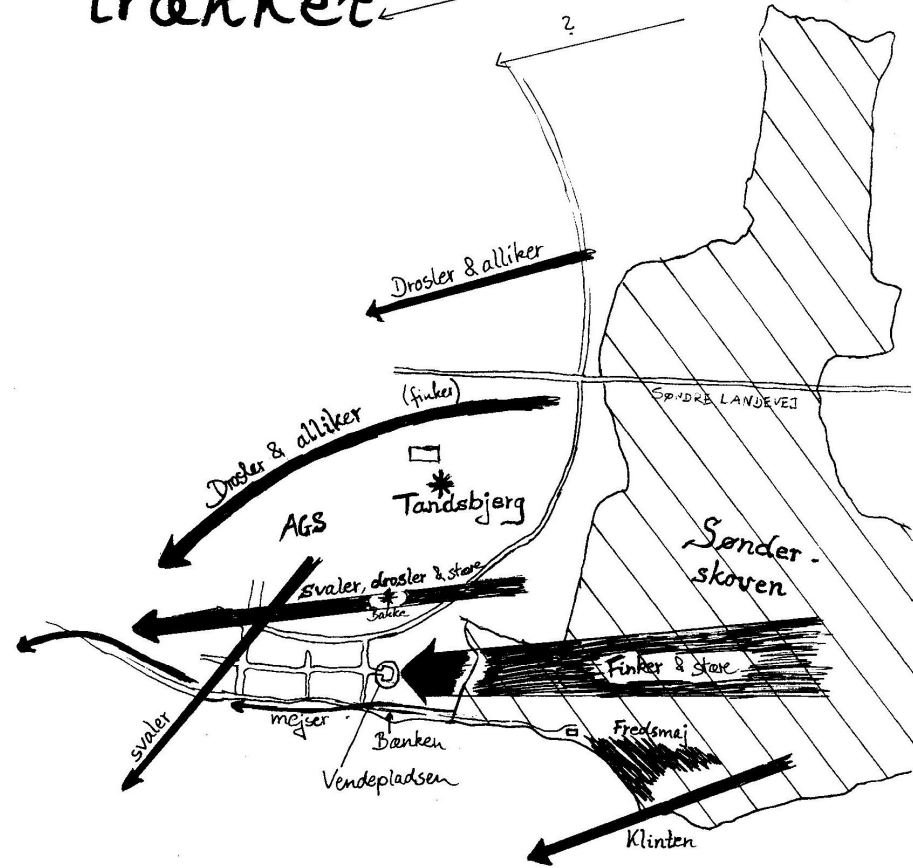 trækket
?
Drosler & alliker
SØNDRE LANDEVEJ
(finker)
Drosler & alliker
Tandsbjerg
AGS
Sønder-
skoven
svaler, drosler & stære
Bakke
Finker & stære
svaler
mejser
Bænken
Vendepladsen
Fredsmaj
Klinten